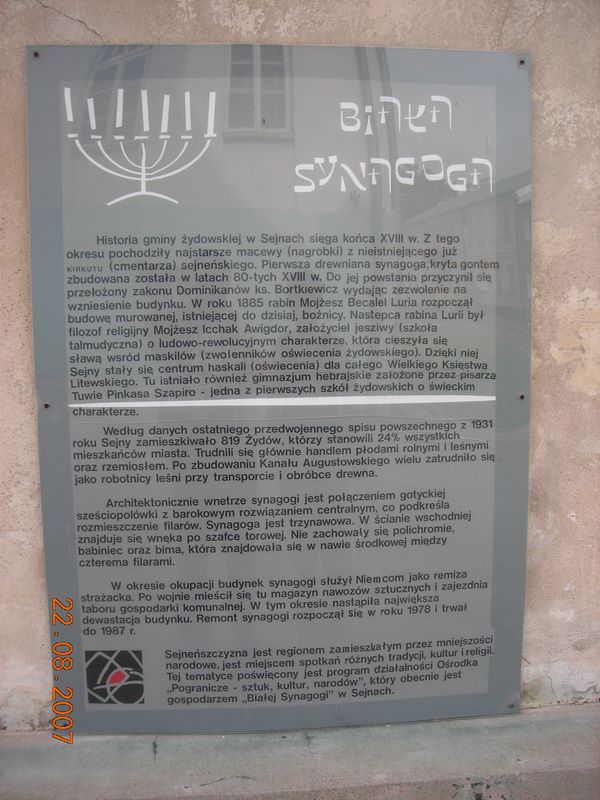 BIAŁA
SYNAGOGA
Historia gminy żydowskiej w Sejnach sięga końca XVIII w. Z tego
okresu pochodziły najstarsze macewy (nagrobki) z nieistniejącego już
KIRKUTU (cmentarza) sejneńskiego. Pierwsza drewniana synagoga, kryta gontem
zbudowana została w latach 80-tych XVIII w. Do jej powstania przyczynił się
przełożony zakonu Dominikanów ks. Bortkiewicz wydając zezwolenie na
wzniesienie budynku. W roku 1885 rabin Mojżesz Becalel Luria rozpoczął
budowę murowanej, istniejącej do dzisiaj, bożnicy. Nastepca rabina Lurii był
filozof religijny Mojżesz Icchak Awigdor, założyciel jesziwy (szkoła
talmudyczna) o ludowo-rewolucyjnym charakterze, która cieszyła się
sławą wsród maskilów (zwolenników oświecenia żydowskiego). Dzięki niej
Sejny stały się centrum haskali (oświecenia) dla całego Wielkiego Księstwa
Litewskiego. Tu istniało również gimnazjum hebrajskie założone przez pisarza
Tuwie Pinkasa Szapiro - jedna z pierwszych szkół żydowskich o świeckim
charakterze.
Według danych ostatniego przedwojennego spisu powszechnego z 1931
roku Sejny zamieszkiwało 819 Żydów, którzy stanowili 24% wszystkich
mieszkańców miasta. Trudnili się głównie handlem płodami rolnymi i leśnymi
oraz rzemiosłem. Po zbudowaniu Kanału Augustowskiego wielu zatrudniło się
jako robotnicy leśni przy transporcie i obróbce drewna.
Architektonicznie wnetrze synagogi jest połączeniem gotyckiej
sześciopolówki z barokowym rozwiązaniem centralnym, co podkreśla
rozmieszczenie filarów. Synagoga jest trzynawowa. W ścianie wschodniej
znajduje się wnęka po szafce torowej. Nie zachowały się polichromie,
babiniec oraz bima, która znajdowała się w nawie środkowej między
czterema filarami.
W okresie okupacji budynek synagogi służył Niemcom jako remiza
strażacka. Po wojnie mieścił się tu magazyn nawozów sztucznych i zajezdnia
taboru gospodarki komunalnej. W tym okresie nastąpiła największa
dewastacja budynku. Remont synagogi rozpoczął się w roku 1978 i trwał
do 1987 r.
Sejneńszczyzna jest regionem zamieszkałym przez mniejszości
narodowe, jest miejscem spotkań różnych tradycji, kultur i religii.
Tej tematyce poświęcony jest program działalności Ośrodka
„Pogranicze - sztuk, kultur, narodów”, który obecnie jest
gospodarzem „Białej Synagogi” w Sejnach.
22.08.2007